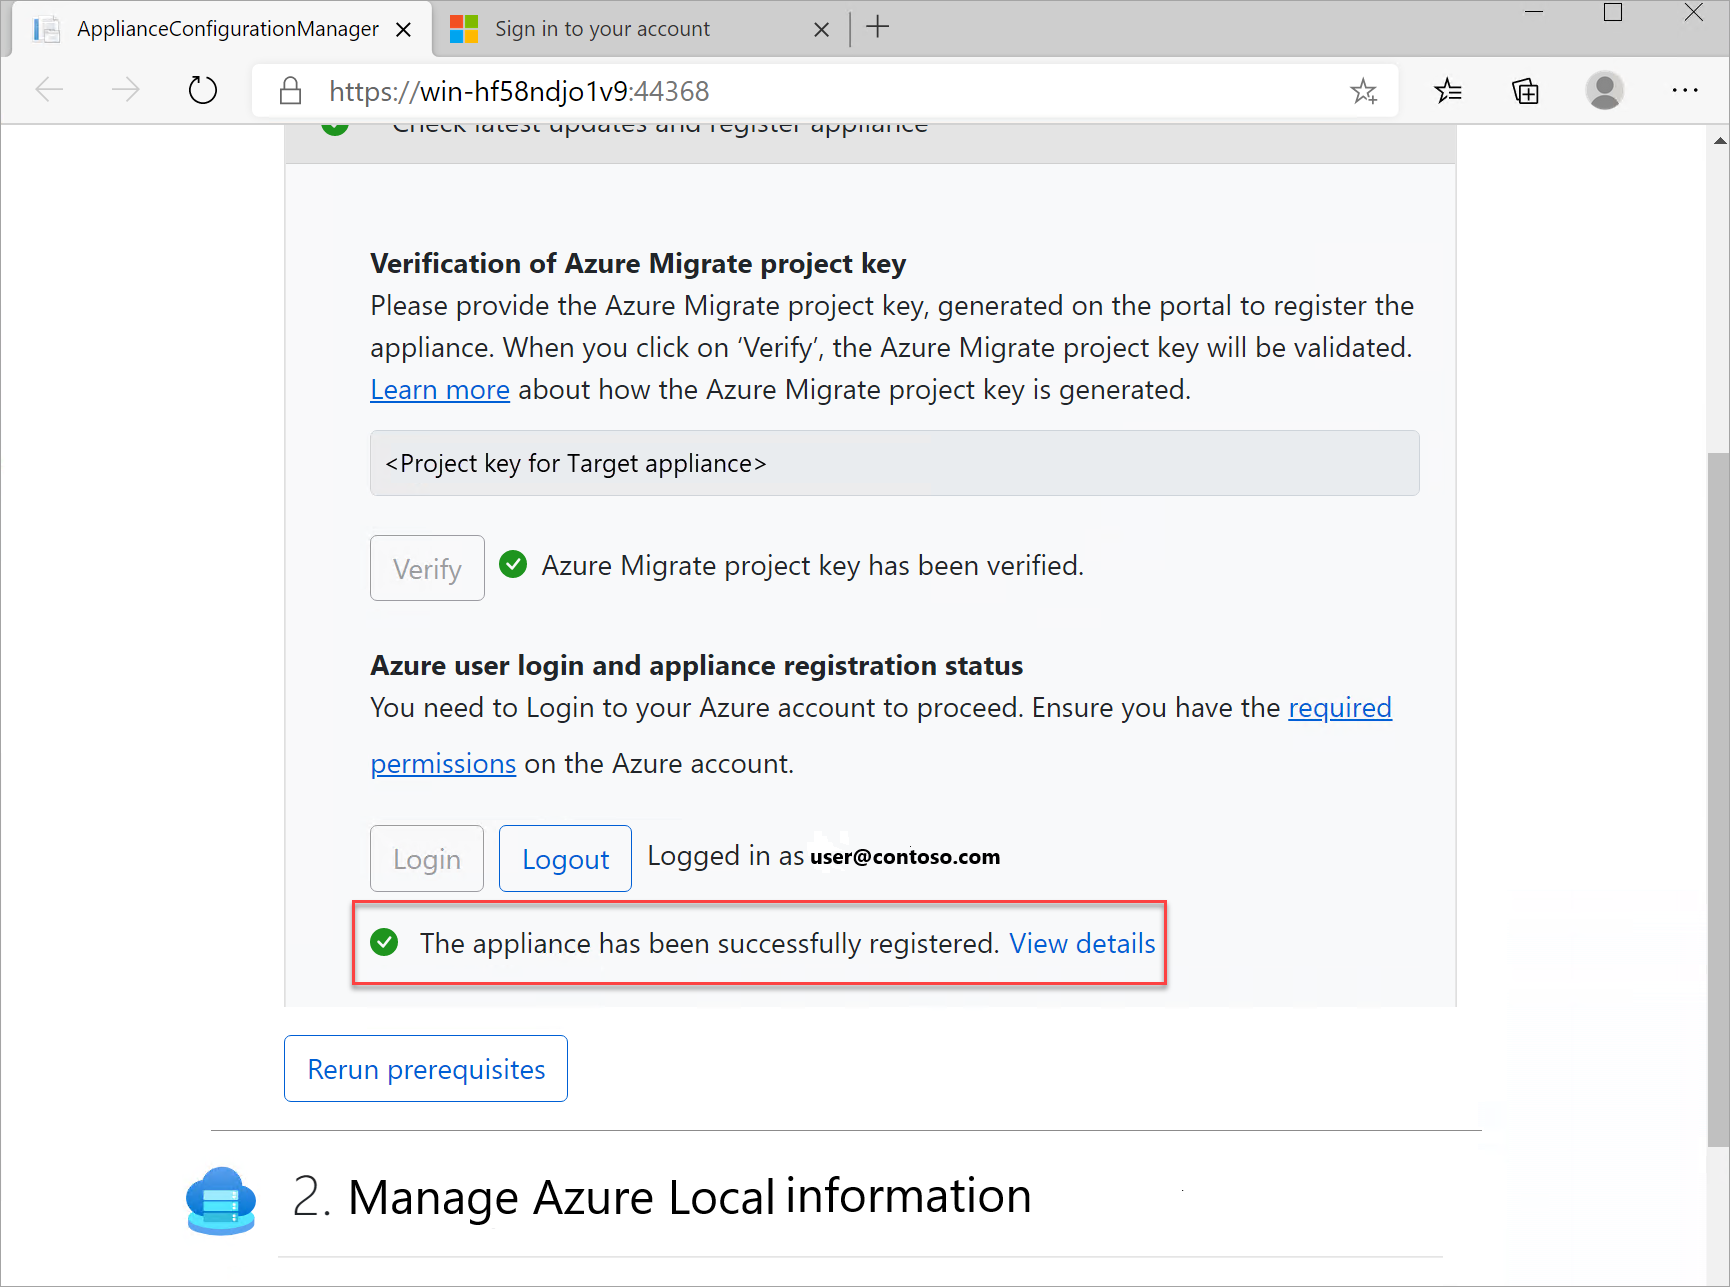 ApplianceConfigurationManager
Sign in to your account
https://win-hf58ndjo1v9:44368
Check latest updates and register appliance
Verification of Azure Migrate project key
Please provide the Azure Migrate project key, generated on the portal to register the
appliance. When you click on ‘Verify’, the Azure Migrate project key will be validated.
Learn more about how the Azure Migrate project key is generated.
<Project key for Target appliance>
Verify
Azure Migrate project key has been verified.
Azure user login and appliance registration status
You need to Login to your Azure account to proceed. Ensure you have the required
permissions on the Azure account.
Login
Logout
Logged in as user@contoso.com
The appliance has been successfully registered. View details
Rerun prerequisites
2. Manage Azure Local information